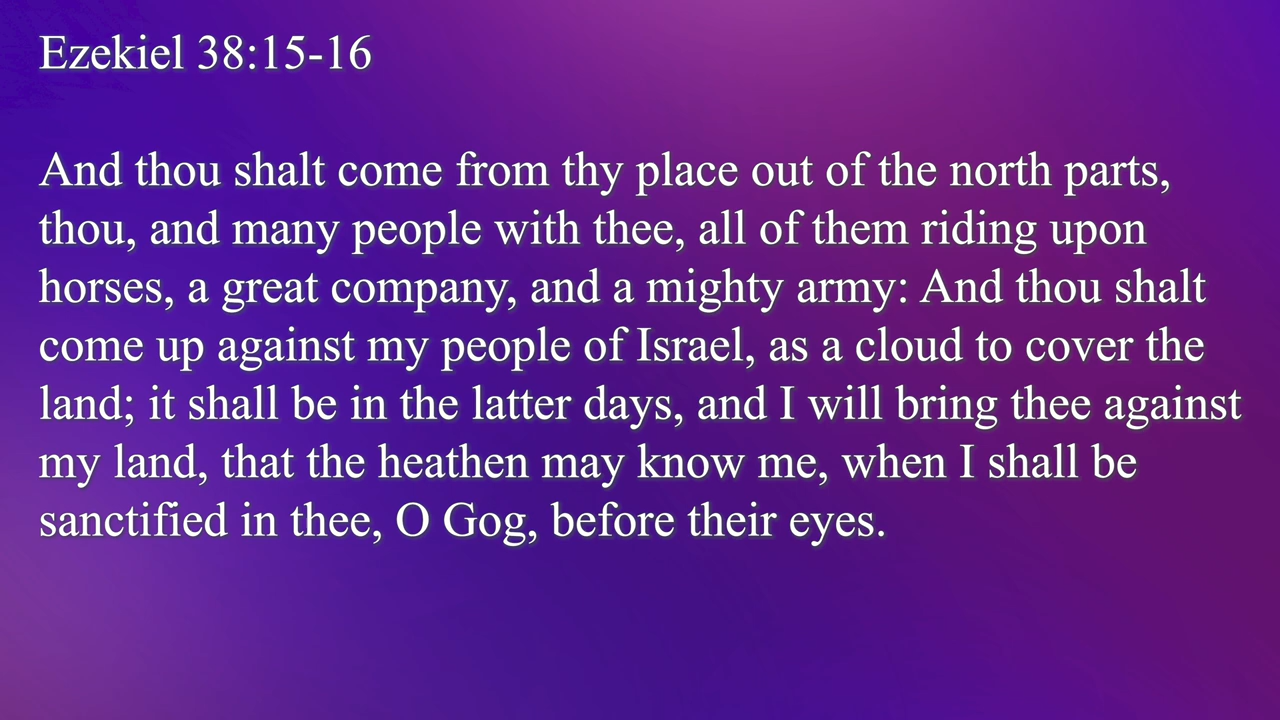 Ezekiel 38:15-16
And thou shalt come from thy place out of the north parts,
thou, and many people with thee, all of them riding upon
horses, a great company, and a mighty army: And thou shalt
come up against my people of Israel, as a cloud to cover the
land; it shall be in the latter days, and I will bring thee against
my land, that the heathen may know me, when I shall be
sanctified in thee, O Gog, before their eyes.